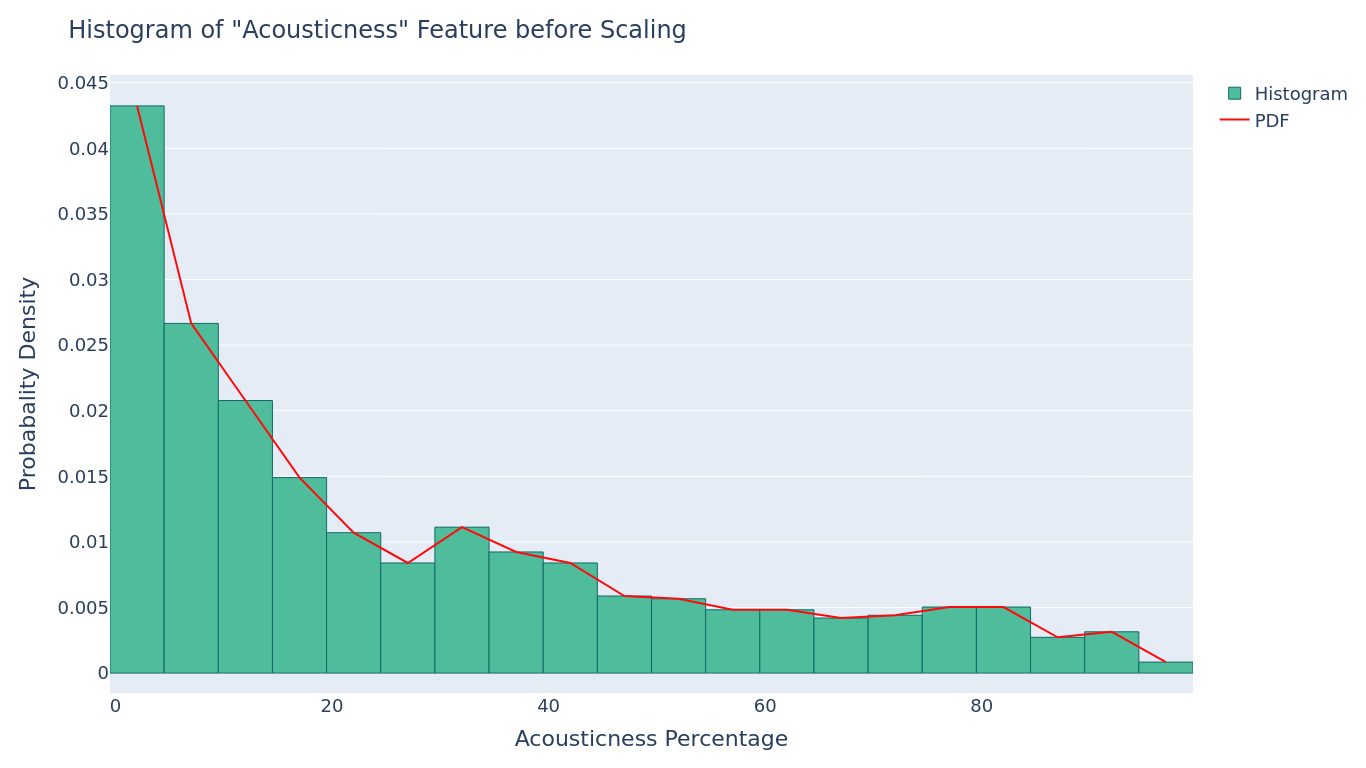 Histogram of "Acousticness" Feature before Scaling
Histogram
PDF
Probabality Density
0.045
0.04
0.035
0.03
0.025
0.02
0.015
0.01
0.005
0
0 20 40 60 80
Acousticness Percentage